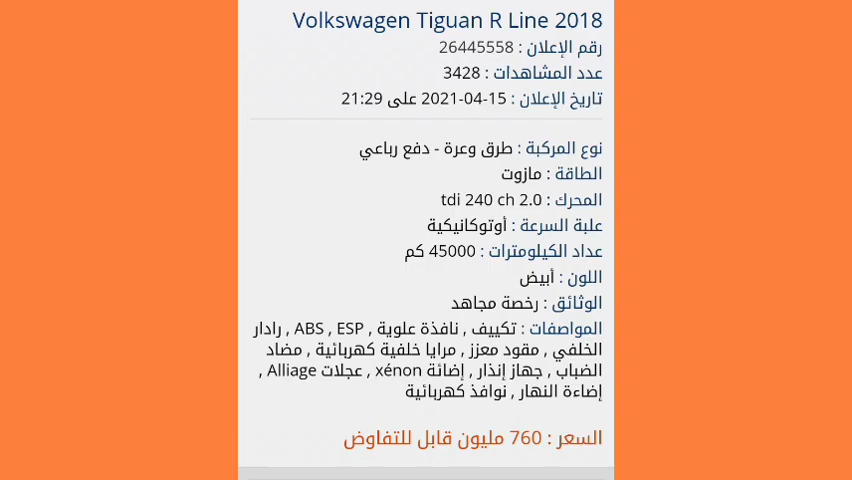 Volkswagen Tiguan R Line 2018
رقم الإعلان : 26445558
عدد المشاهدات : 3428
تاريخ الإعلان : 15-04-2021 على 21:29
نوع المركبة : طرق وعرة - دفع رباعي
الطاقة : مازوت
المحرك : 2.0 tdi 240 ch
علبة السرعة : أوتوكانيكية
عداد الكيلومترات : 45000 كم
اللون : أبيض
الوثائق : رخصة مجاهد
المواصفات : تكييف , نافذة علوية , ABS , ESP , رادار
الخلفي , مقود معزز , مرايا خلفية كهربائية , مضاد
الضباب , جهاز إنذار , إضائة xénon , عجلات Alliage ,
إضاءة النهار , نوافذ كهربائية
السعر : 760 مليون قابل للتفاوض